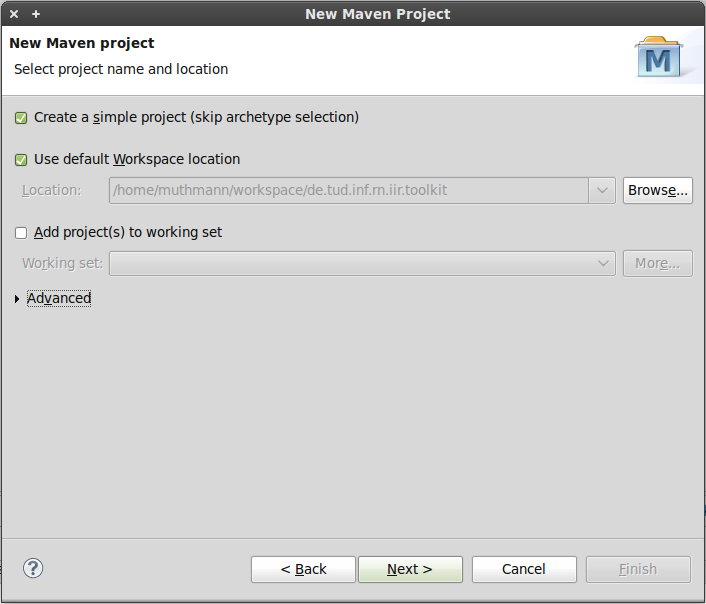 New Maven Project
New Maven project
Select project name and location
M
Create a simple project (skip archetype selection)
Use default Workspace location
Location: /home/muthmann/workspace/de.tud.inf.rn.iir.toolkit Browse...
Add project(s) to working set
Working set: More...
Advanced
? < Back Next > Cancel Finish